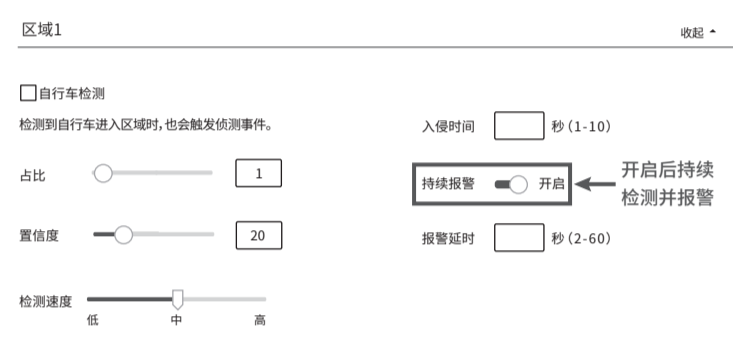 区域1
收起
自行车检测
检测到自行车进入区域时,也会触发侦测事件。
占比 1
置信度 20
检测速度
低 中 高
入侵时间 秒(1-10)
持续报警 开启
开启后持续
检测并报警
报警延时 秒(2-60)